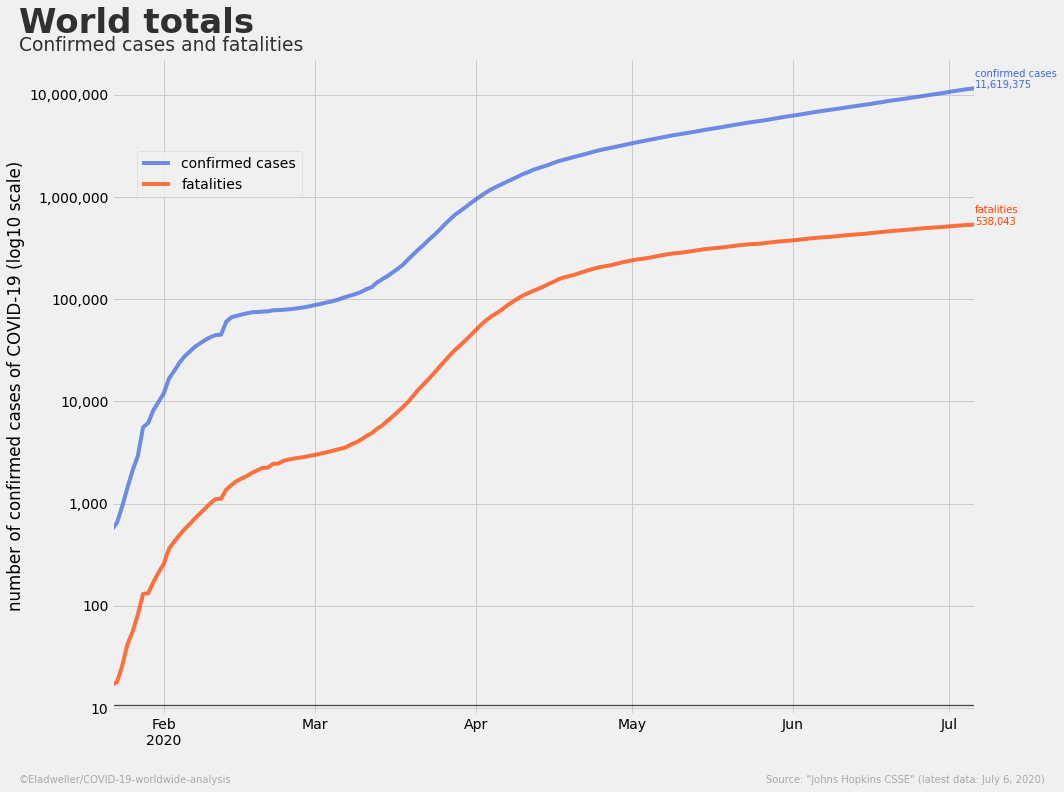 World totals
Confirmed cases and fatalities
number of confirmed cases of COVID-19 (log10 scale)
10,000,000
1,000,000
100,000
10,000
1,000
100
10
confirmed cases
fatalities
confirmed cases
11,619,375
fatalities
538,043
Feb Mar Apr May Jun Jul
2020
©Eladweller/COVID-19-worldwide-analysis
Source: "Johns Hopkins CSSE" (latest data: July 6, 2020)